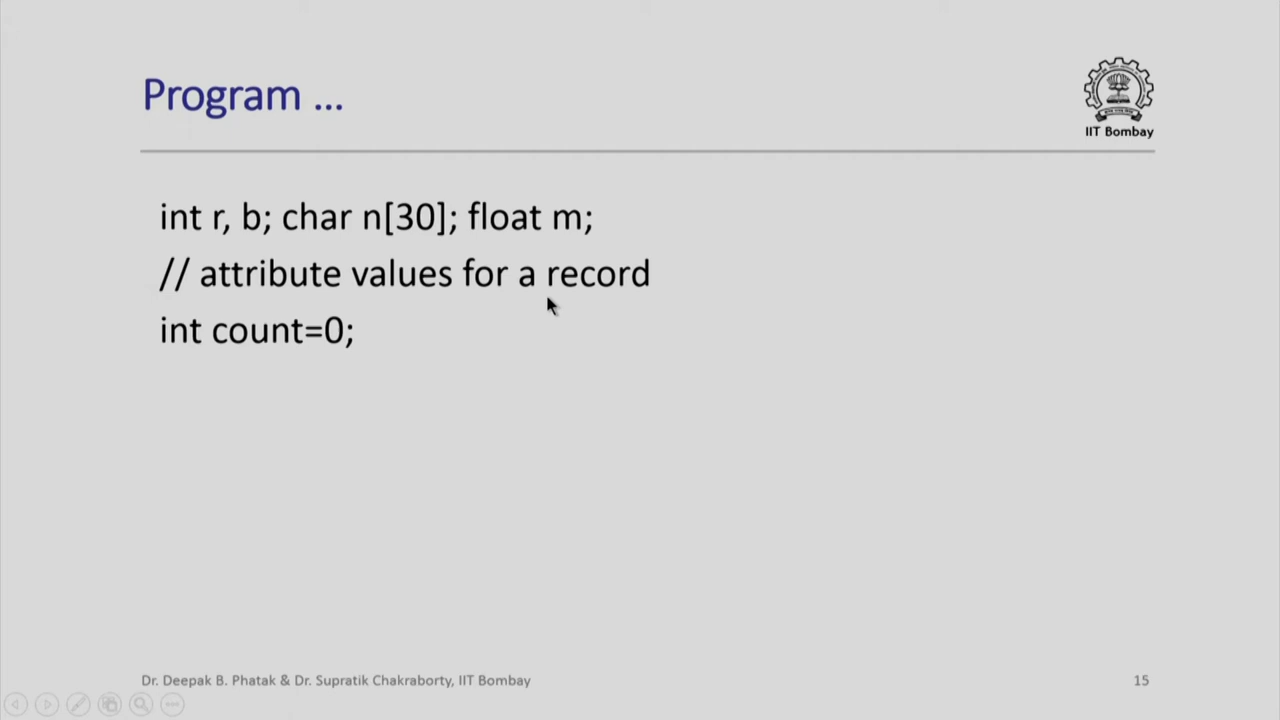 Program ...
IIT Bombay
int r, b; char n[30]; float m;
// attribute values for a record
int count=0;
Dr. Deepak B. Phatak & Dr. Supratik Chakraborty, IIT Bombay
15